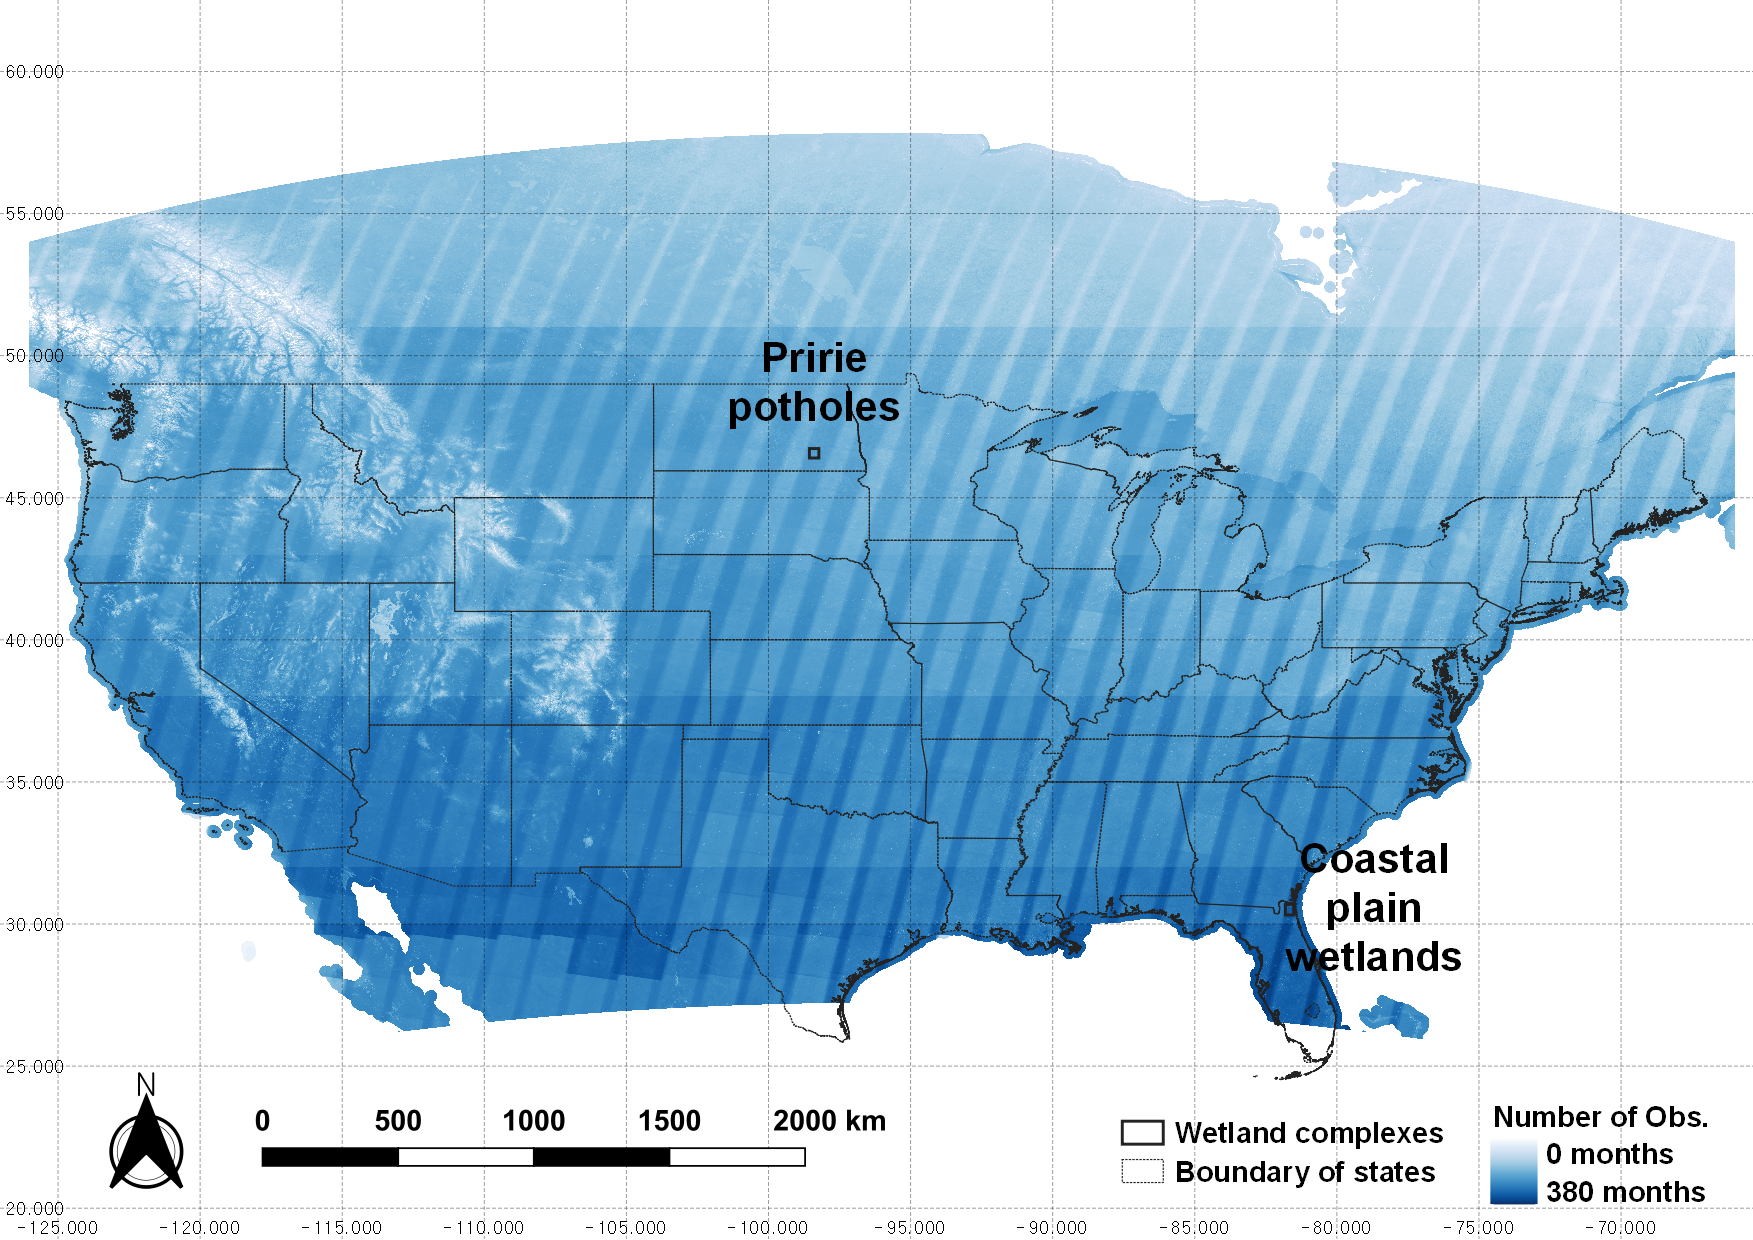 60.000
55.000
50.000
45.000
40.000
35.000
30.000
25.000
20.000
Pririe
potholes
Coastal
plain
wetlands
N
0 500 1000 1500 2000 km
Wetland complexes
Boundary of states
Number of Obs.
0 months
380 months
-125.000 -120.000 -115.000 -110.000 -105.000 -100.000 -95.000 -90.000 -85.000 -80.000 -75.000 -70.000